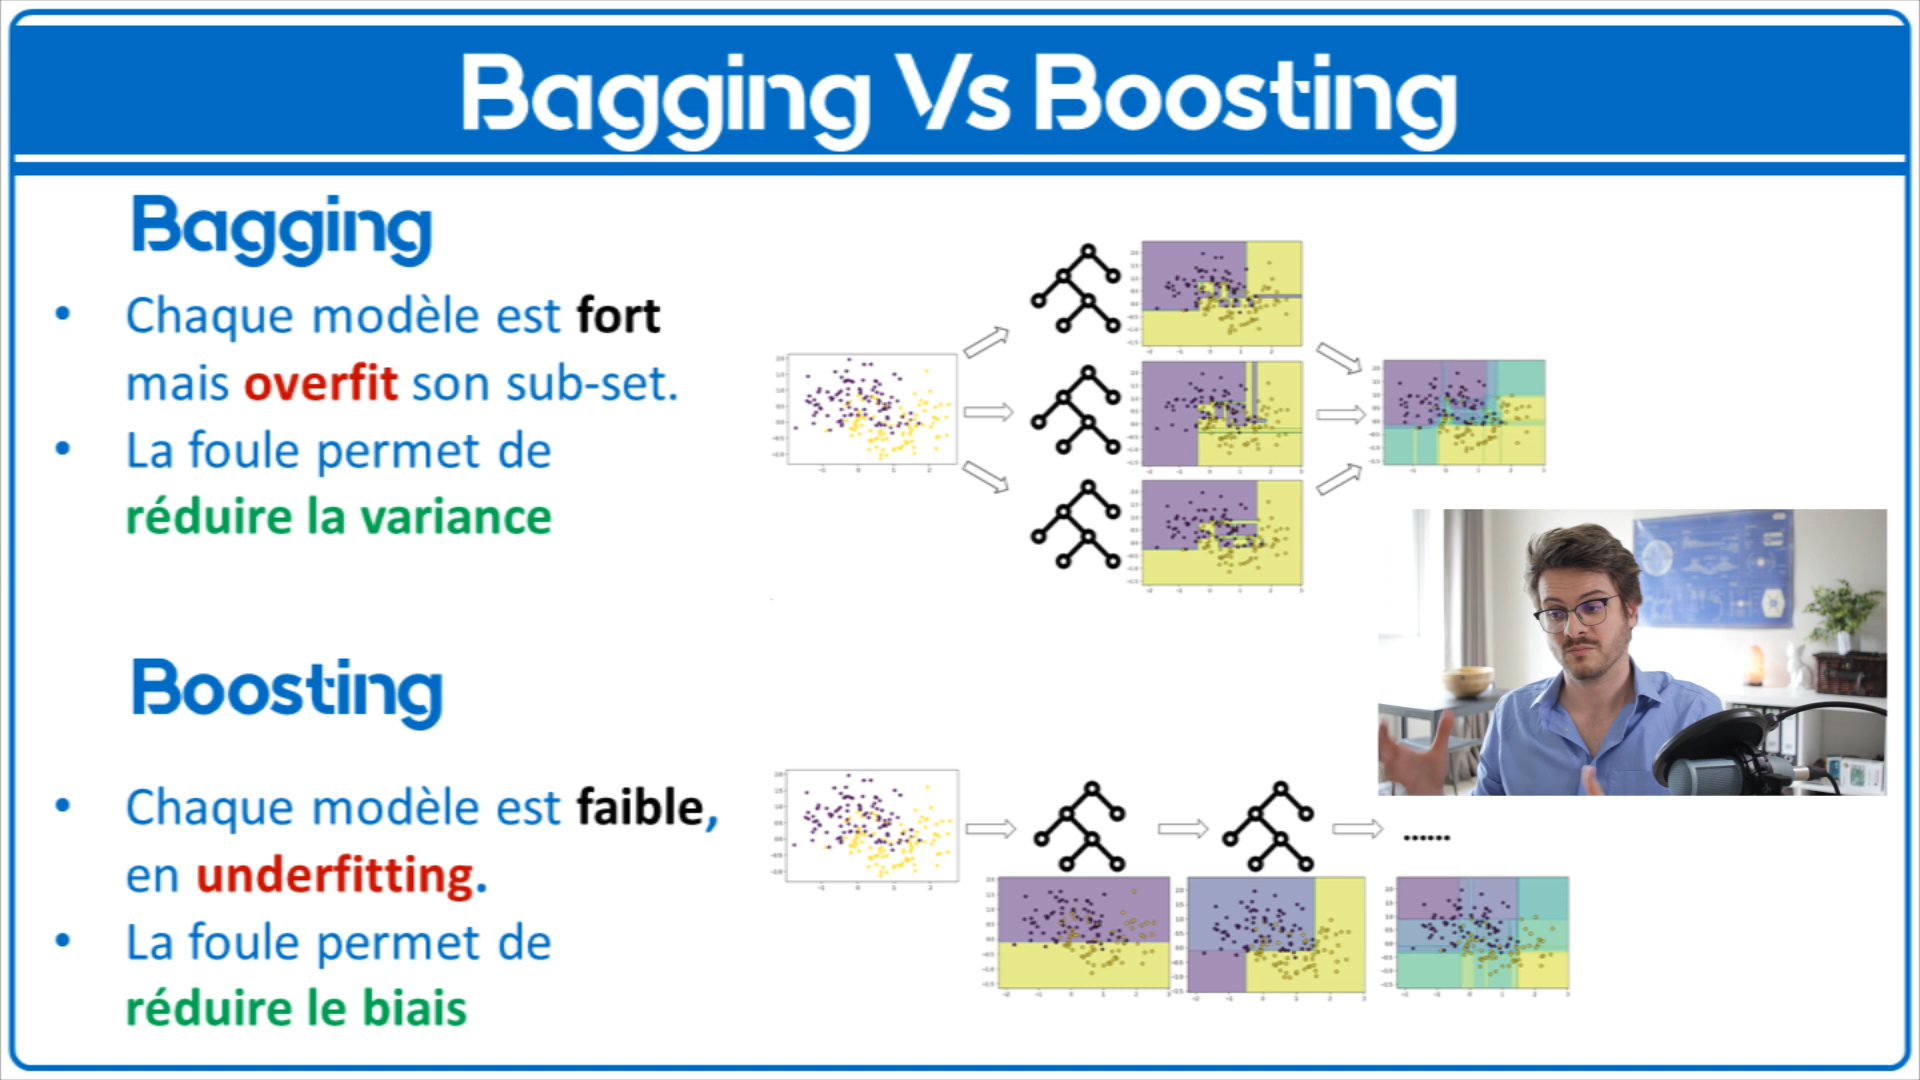 Bagging Vs Boosting
Bagging
• Chaque modèle est fort
mais overfit son sub-set.
• La foule permet de
réduire la variance
Boosting
• Chaque modèle est faible,
en underfitting.
• La foule permet de
réduire le biais
......